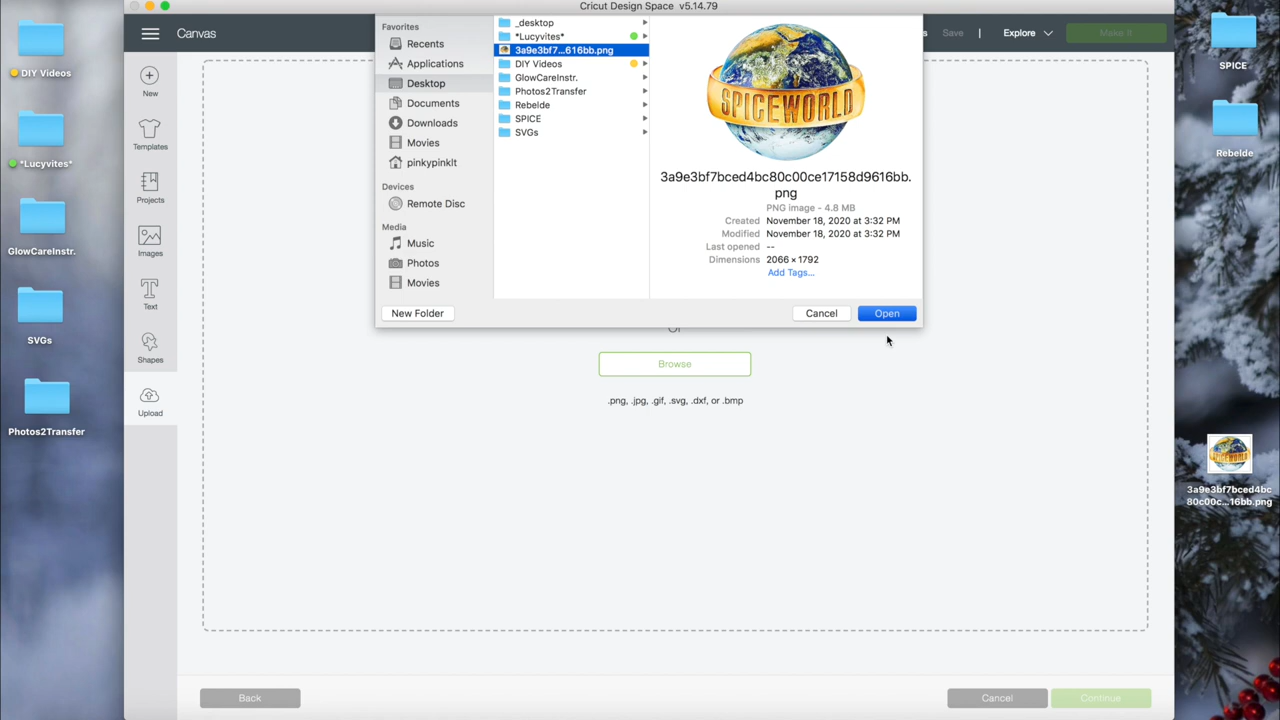 Cricut Design Space v5.14.79
Canvas
Save
|
Explore
Make It
New
Templates
Projects
Images
Text
Shapes
Upload
Favorites
Recents
Applications
Desktop
Documents
Downloads
Movies
pinkypinklt
Devices
Remote Disc
Media
Music
Photos
Movies
_desktop
*Lucyvites*
3a9e3bf7...616bb.png
DIY Videos
GlowCareInstr.
Photos2Transfer
Rebelde
SPICE
SVGs
SPICEWORLD
3a9e3bf7bced4bc80c00ce17158d9616bb.
png
PNG image - 4.8 MB
Created November 18, 2020 at 3:32 PM
Modified November 18, 2020 at 3:32 PM
Last opened --
Dimensions 2066 × 1792
Add Tags...
New Folder
Cancel
Open
Browse
.png, .jpg, .gif, .svg, .dxf, or .bmp
Back
Cancel
Continue
DIY Videos
*Lucyvites*
GlowCareInstr.
SVGs
Photos2Transfer
SPICE
Rebelde
SPICEWORLD
3a9e3bf7bced4bc
80c00c...16bb.png